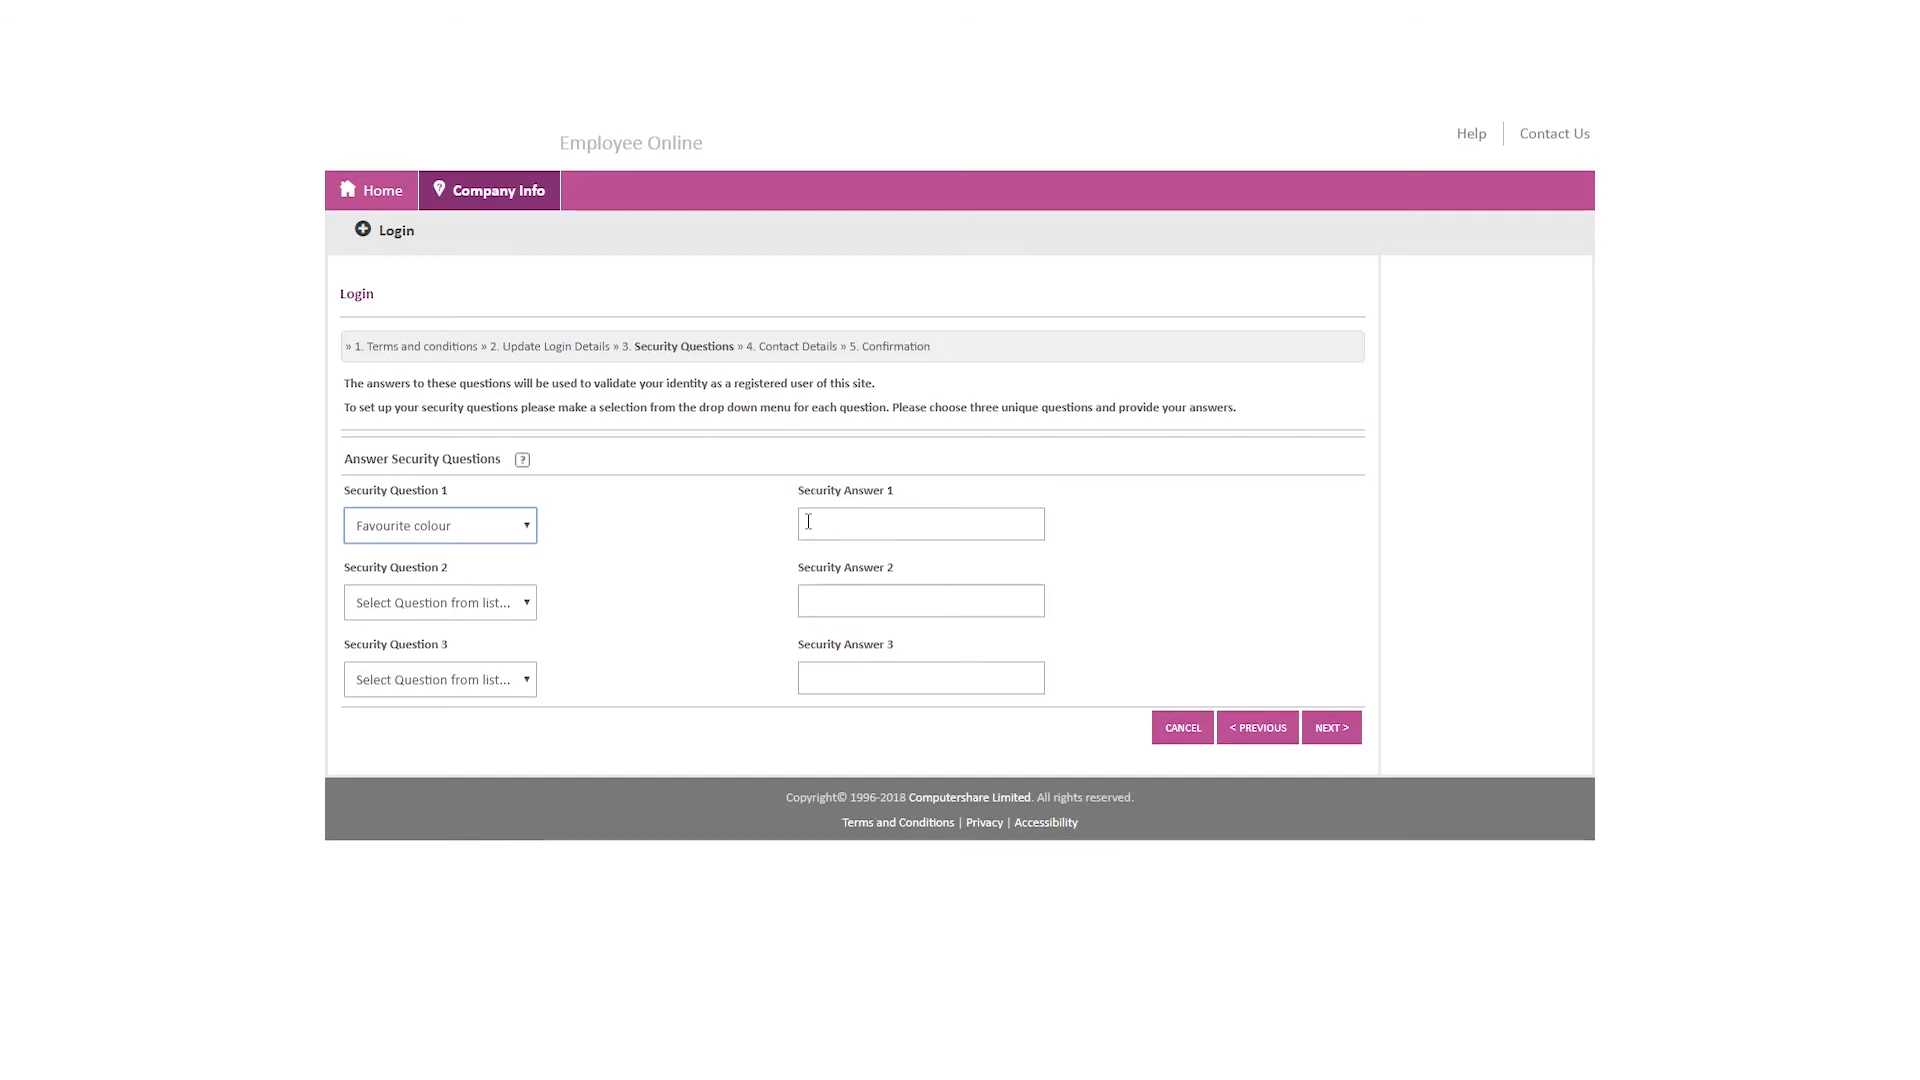 Employee Online
Help
Contact Us
Home
Company Info
Login
Login
» 1. Terms and conditions » 2. Update Login Details » 3. Security Questions » 4. Contact Details » 5. Confirmation
The answers to these questions will be used to validate your identity as a registered user of this site.
To set up your security questions please make a selection from the drop down menu for each question. Please choose three unique questions and provide your answers.
Answer Security Questions ?
Security Question 1
Security Answer 1
Favourite colour
Security Question 2
Security Answer 2
Select Question from list...
Security Question 3
Security Answer 3
Select Question from list...
CANCEL
< PREVIOUS
NEXT >
Copyright© 1996-2018 Computershare Limited. All rights reserved.
Terms and Conditions | Privacy | Accessibility